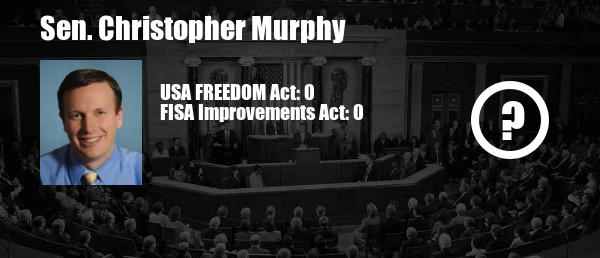 Sen. Christopher Murphy
USA FREEDOM Act: 0
FISA Improvements Act: 0
?